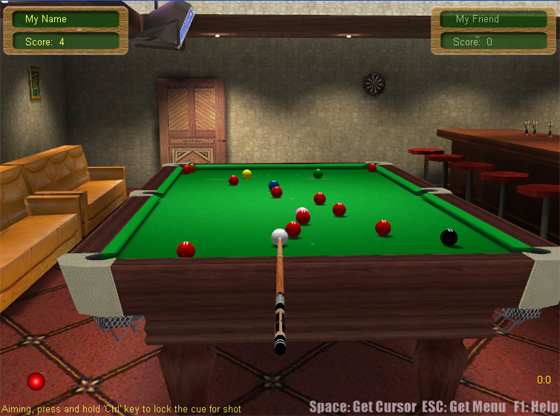 My Name
Score: 4
My Friend
Score: 0
0:0
Aiming, press and hold 'Ctrl' key to lock the cue for shot
Space: Get Cursor ESC: Get Menu F1: Help